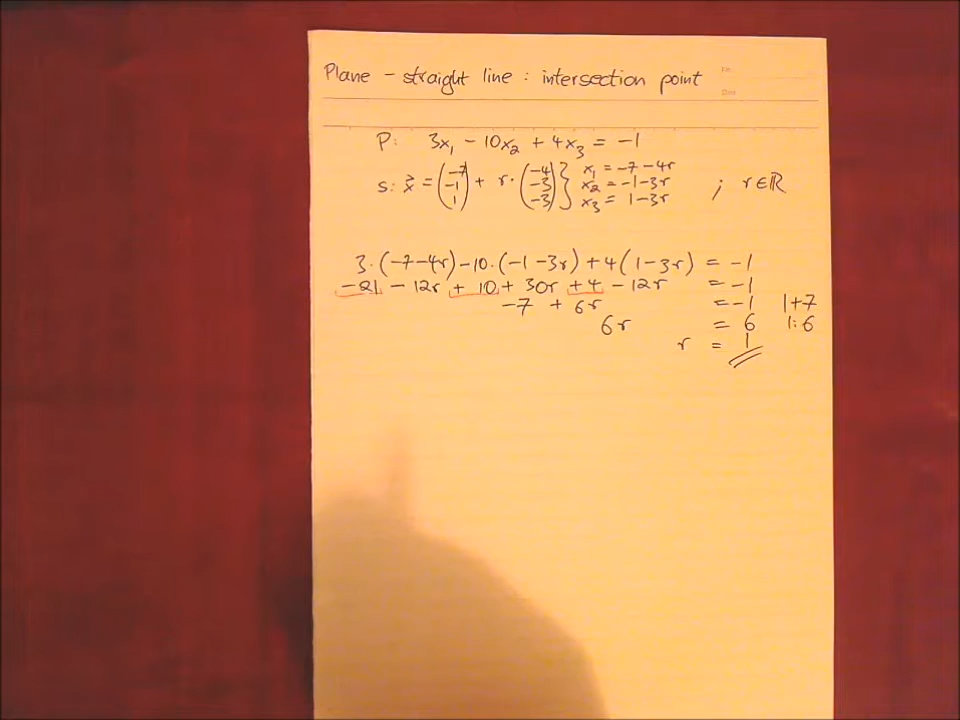 Plane – straight line : intersection point
P: 3x₁ – 10x₂ + 4x₃ = –1
s: x⃗ = (–7 –1 1) + r · (–4 –3 –3) } x₁ = –7 –4r
x₂ = –1–3r ; r∈ℝ
x₃ = 1–3r
3·(–7–4r)–10·(–1–3r)+4(1–3r) = –1
–21 – 12r + 10 + 30r + 4 – 12r = –1
–7 + 6r = –1 |+7
6r = 6 |:6
r = 1